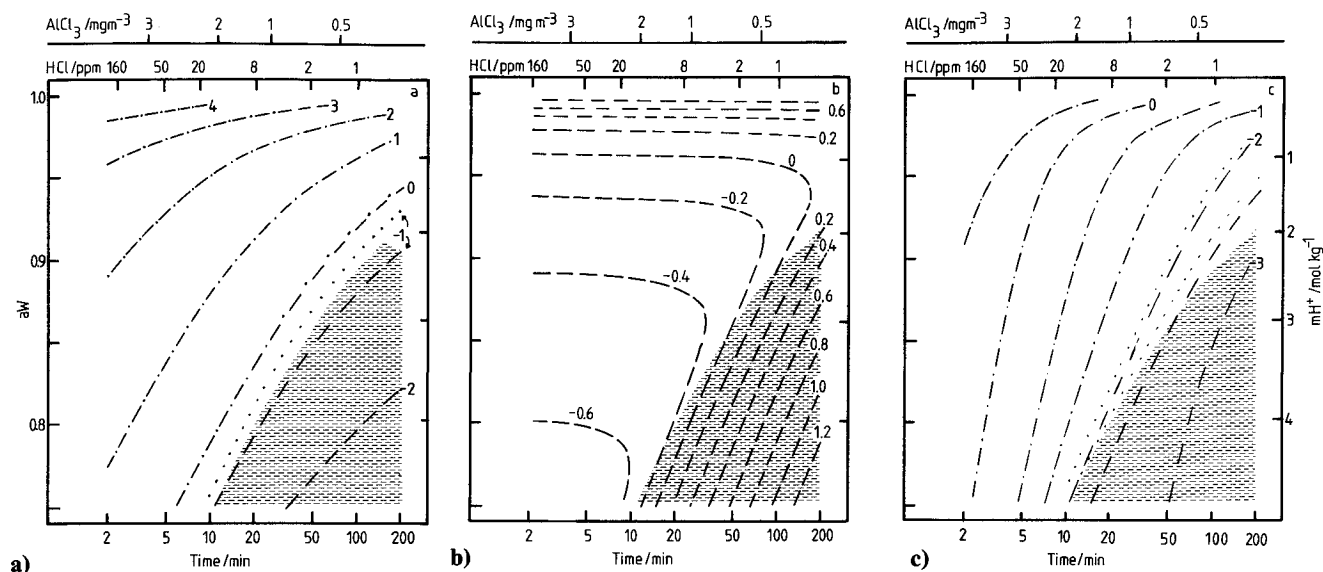 AlCl3 /mgm-3 3 2 1 0.5
HCl/ppm 160 50 20 8 2 1
a
1.0
0.9
0.8
aW
4
3
2
1
0
-1
-2
2 5 10 20 50 100 200
Time/min
a)
AlCl3 /mg m-3 3 2 1 0.5
HCl/ppm 160 50 20 8 2 1
b
0.6
0.2
0
-0.2
-0.4
-0.6
0.2
0.4
0.6
0.8
1.0
1.2
2 5 10 20 50 100 200
Time/min
b)
AlCl3 /mgm-3 3 2 1 0.5
HCl/ppm 160 50 20 8 2 1
c
0
-1
-2
-3
1
2
3
4
mH+ /mol kg-1
2 5 10 20 50 100 200
Time/min
c)